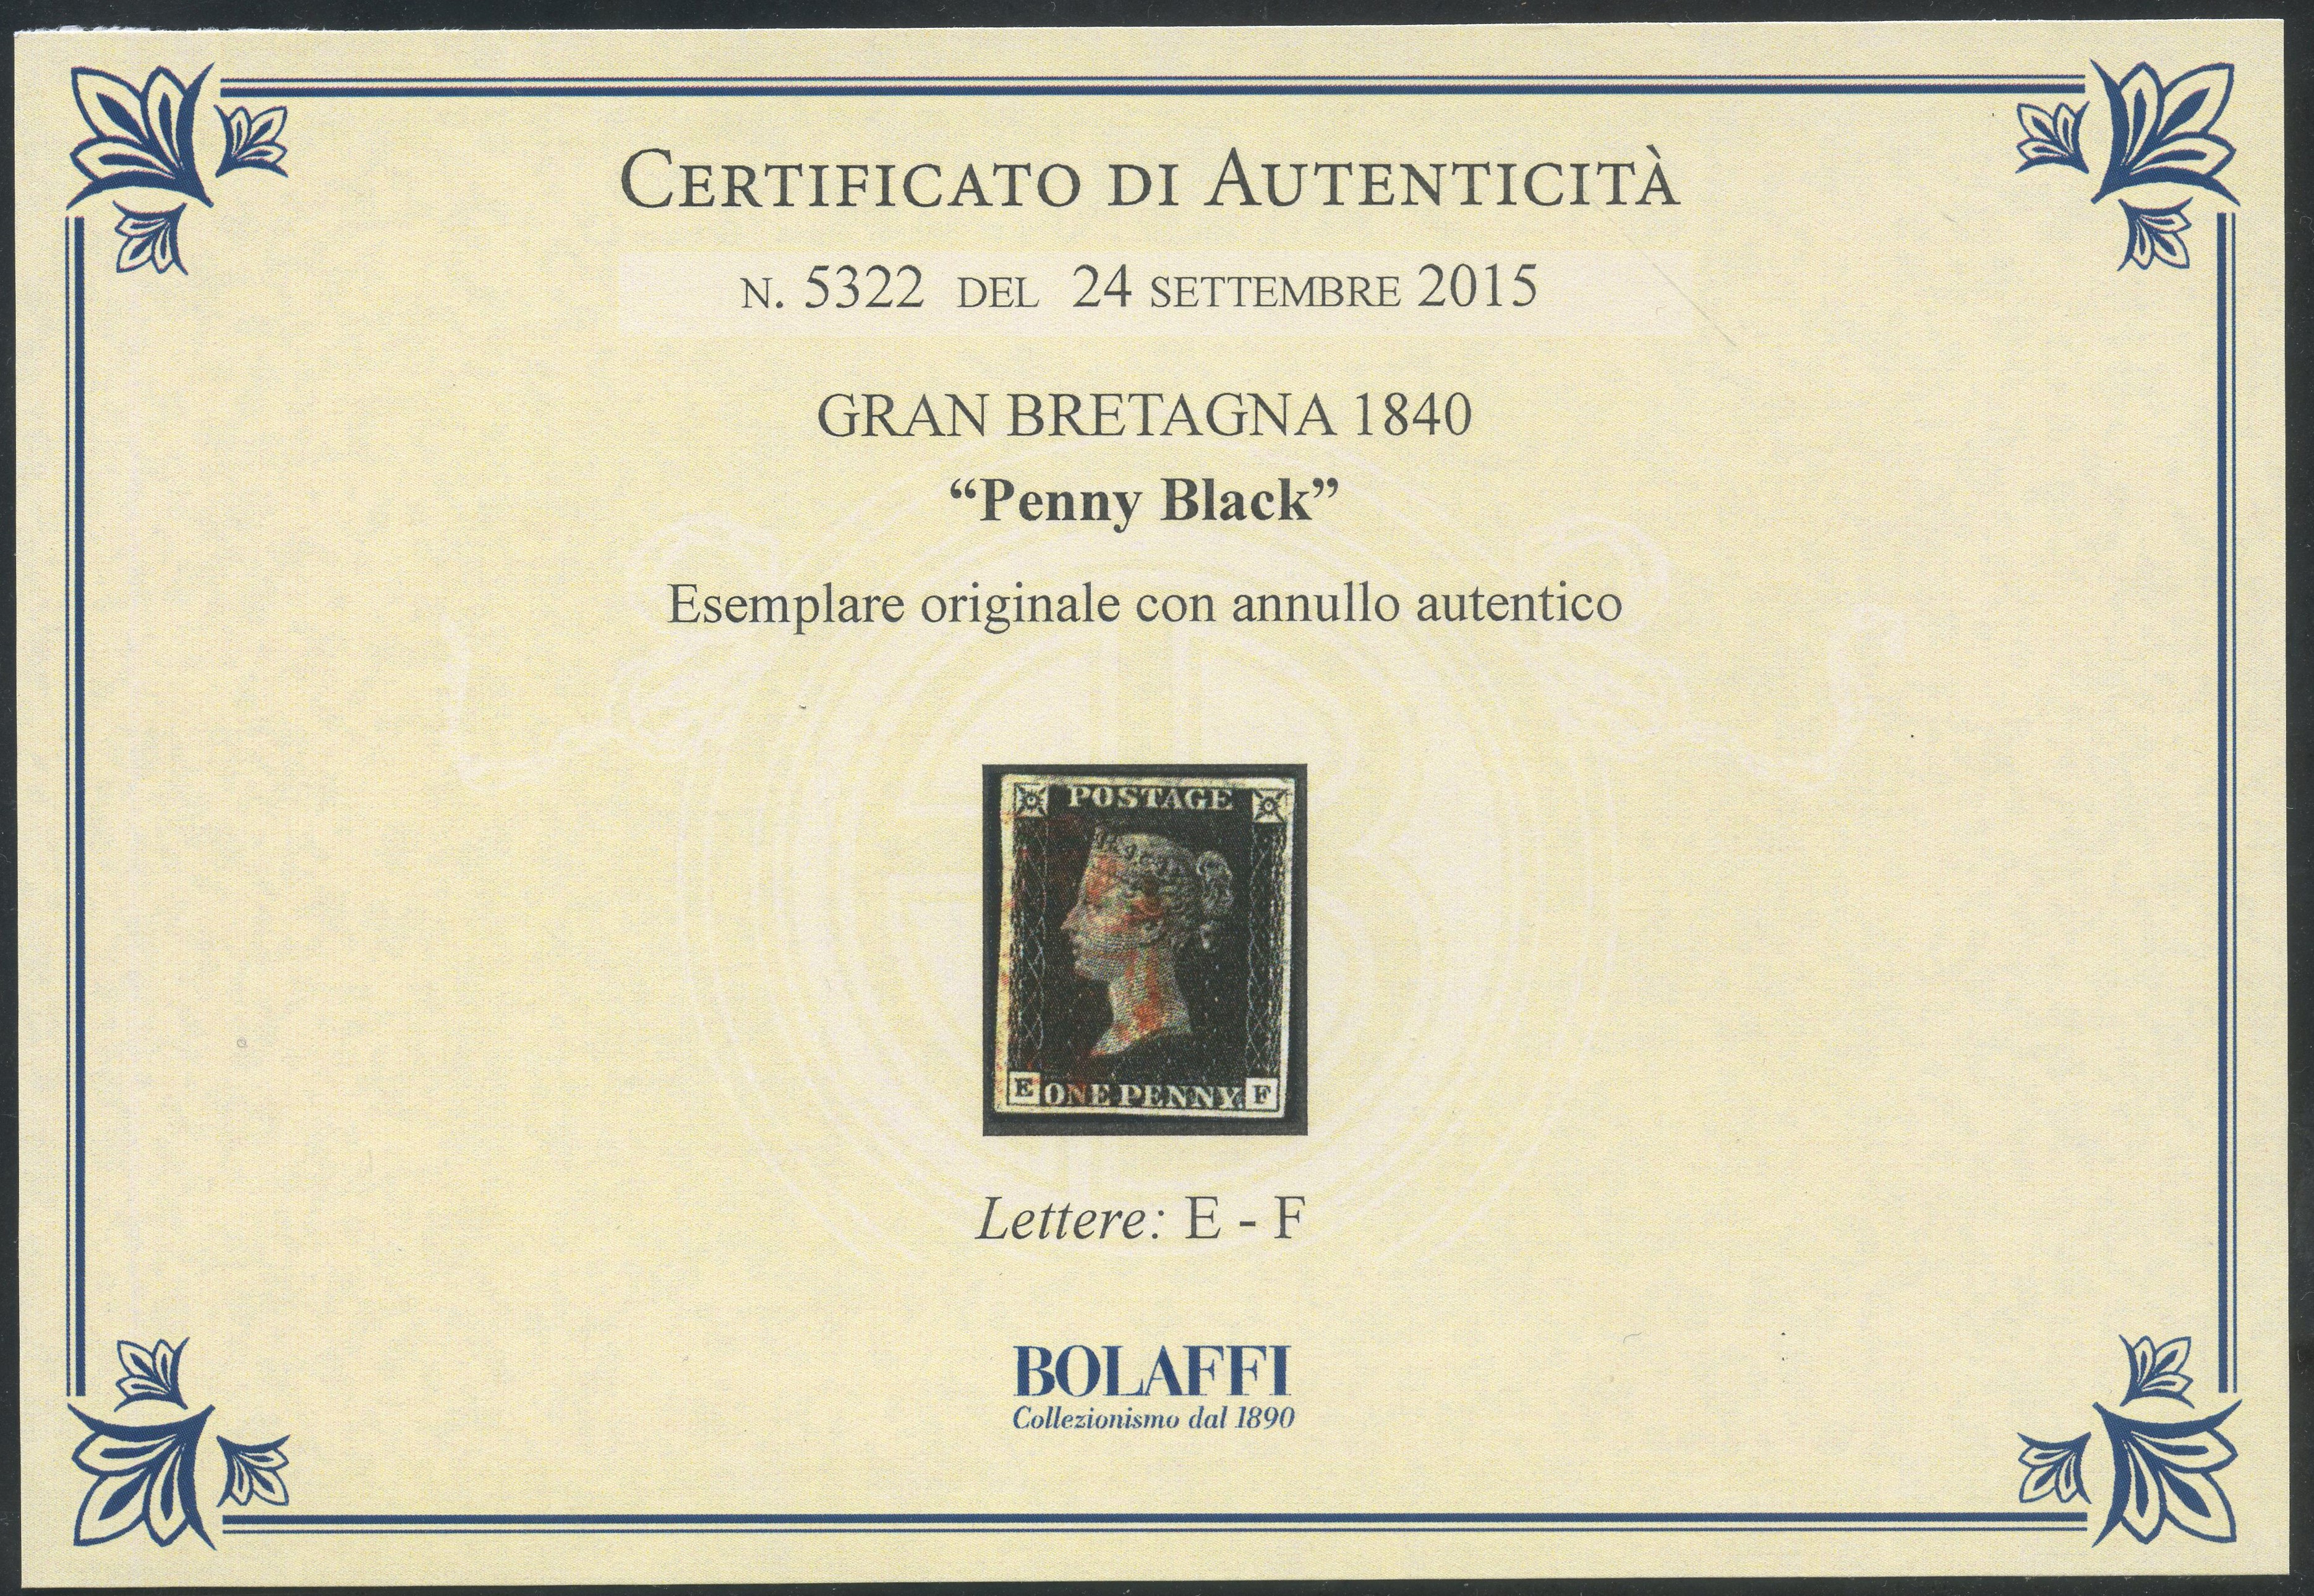 CERTIFICATO DI AUTENTICITÀ
N. 5322 DEL 24 SETTEMBRE 2015
GRAN BRETAGNA 1840
“Penny Black”
Esemplare originale con annullo autentico
POSTAGE
E ONE PENNY. F
Lettere: E - F
BOLAFFI
Collezionismo dal 1890